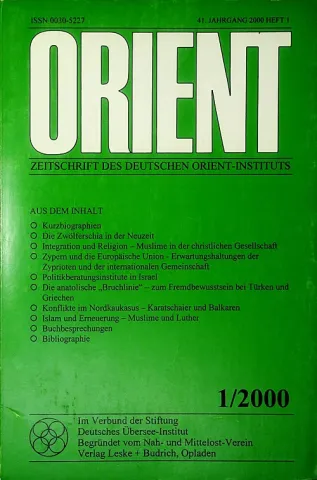 ISSN 0030-5227
41. JAHRGANG 2000 HEFT 1
ORIENT
ZEITSCHRIFT DES DEUTSCHEN ORIENT-INSTITUTS
AUS DEM INHALT
Kurzbiographien
Die Zwölferschia in der Neuzeit
Integration und Religion – Muslime in der christlichen Gesellschaft
Zypern und die Europäische Union - Erwartungshaltungen der
Zyprioten und der internationalen Gemeinschaft
Politikberatungsinstitute in Israel
Die anatolische „Bruchlinie“ – zum Fremdbewusstsein bei Türken und
Griechen
Konflikte im Nordkaukasus – Karatschaier und Balkaren
Islam und Erneuerung – Muslime und Luther
Buchbesprechungen
Bibliographie
1/2000
Im Verbund der Stiftung
Deutsches Übersee-Institut
Begründet vom Nah- und Mittelost-Verein
Verlag Leske + Budrich, Opladen